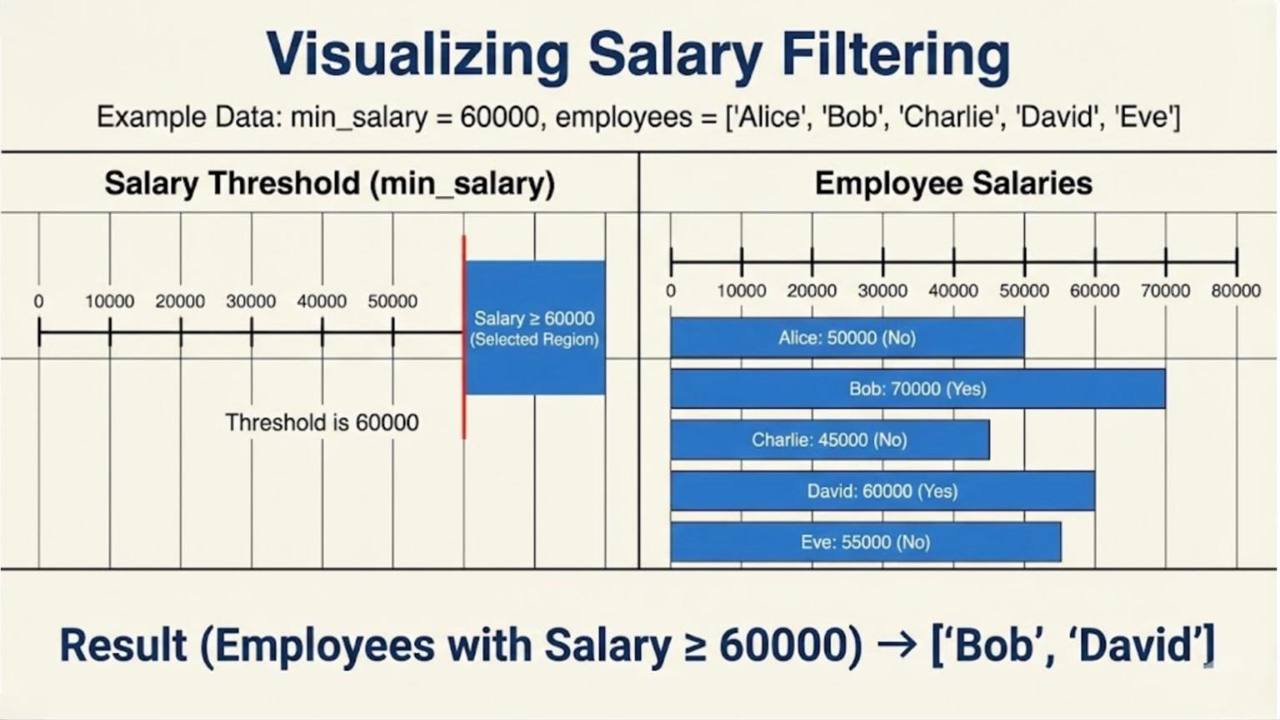 Visualizing Salary Filtering
Example Data: min_salary = 60000, employees = ['Alice', 'Bob', 'Charlie', 'David', 'Eve']
Salary Threshold (min_salary)
0 10000 20000 30000 40000 50000
Salary ≥ 60000
(Selected Region)
Threshold is 60000
Employee Salaries
0 10000 20000 30000 40000 50000 60000 70000 80000
Alice: 50000 (No)
Bob: 70000 (Yes)
Charlie: 45000 (No)
David: 60000 (Yes)
Eve: 55000 (No)
Result (Employees with Salary ≥ 60000) → [‘Bob’, ‘David’]